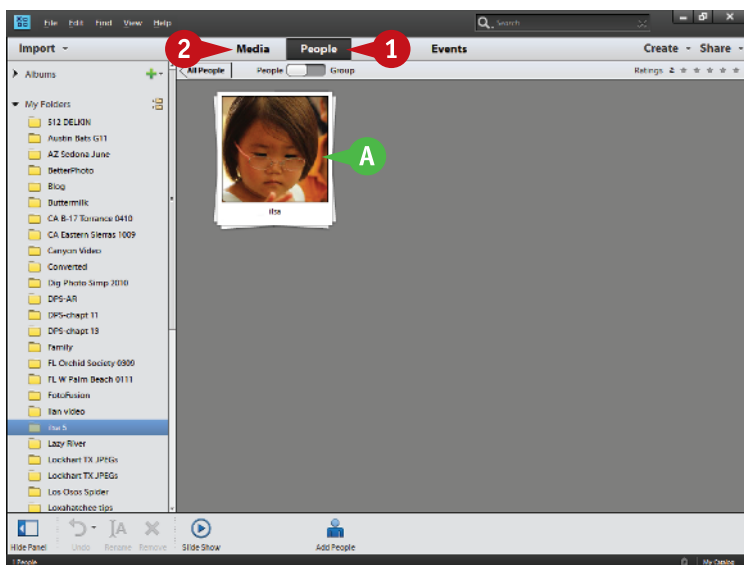 File Edit Find View Help
Search
Import
2 Media People 1 Events
Create Share
Albums
All People People Group
Ratings
My Folders
512 DELKIN
Austin Bats G11
AZ Sedona June
BetterPhoto
Blog
Buttermilk
CA B-17 Torrance 0410
CA Eastern Sierras 1009
Canyon Video
Converted
Dig Photo Simp 2010
DPS-AR
DPS-chapt 11
DPS-chapt 13
Family
FL Orchid Society 0309
FL W Palm Beach 0111
FotoFusion
Ilan video
Ilsa 5
Lazy River
Lockhart TX JPEGs
Lockhart TX JPEGs
Los Osos Spider
Loxahatchee tips
A
Ilsa
Hide Panel Undo Rename Remove Slide Show Add People
1 People
My Catalog